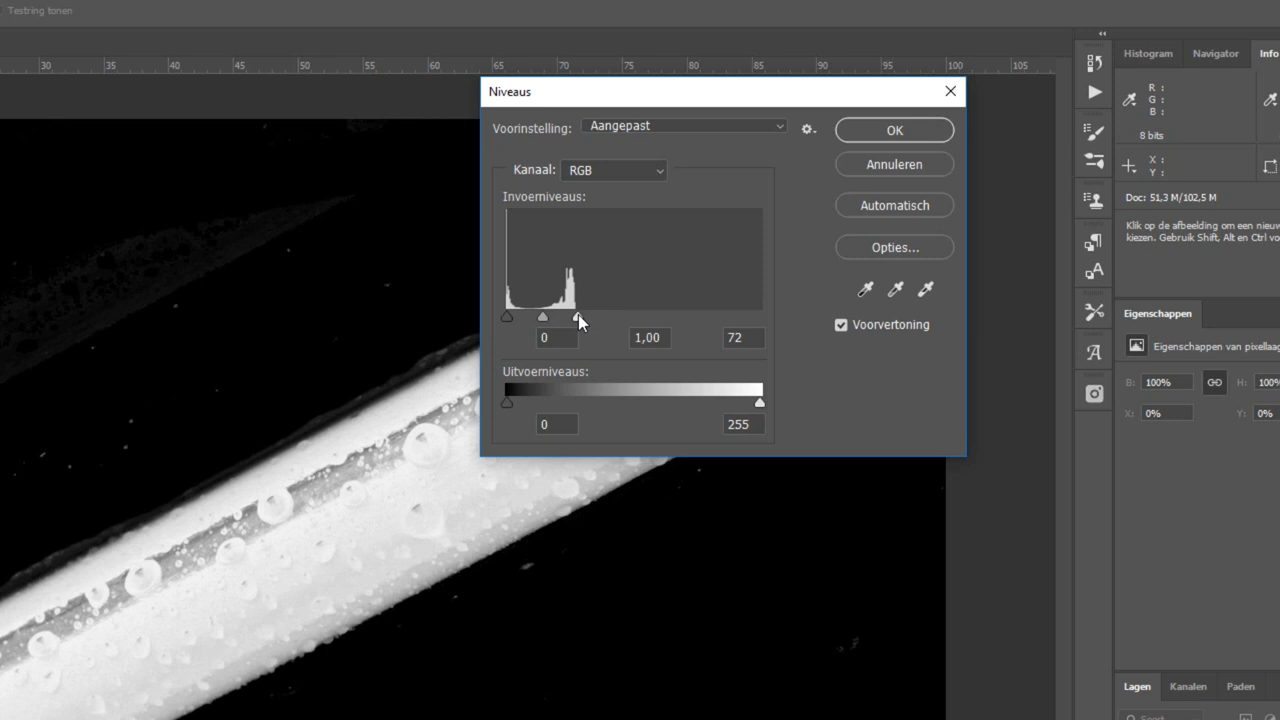 Testring tonen
30 35 40 45 50 55 60 65 70 75 80 85 90 95 100 105
Niveaus
Voorinstelling: Aangepast
OK
Kanaal: RGB
Annuleren
Invoerniveaus:
Automatisch
Opties...
Voorvertoning
0 1,00 72
Uitvoerniveaus:
0 255
Histogram Navigator Info
R :
G :
B :
8 bits
X :
Y :
Doc: 51,3 M/102,5 M
Klik op de afbeelding om een nieuw
kiezen. Gebruik Shift, Alt en Ctrl vo
Eigenschappen
Eigenschappen van pixellaag
B: 100% H: 100%
X: 0% Y: 0%
Lagen Kanalen Paden
Soort